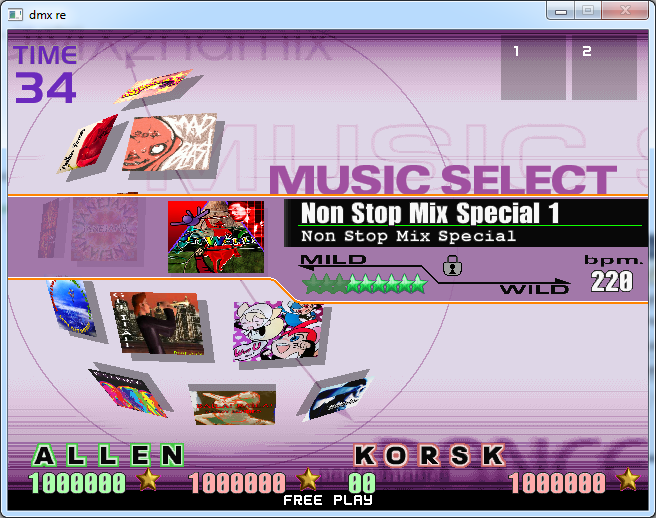 dmx re
TIME
34
1 2
MUSIC SELECT
Non Stop Mix Special 1
Non Stop Mix Special
MILD
WILD
bpm.
220
ALLEN
KORSK
1000000 1000000 00 1000000
FREE PLAY